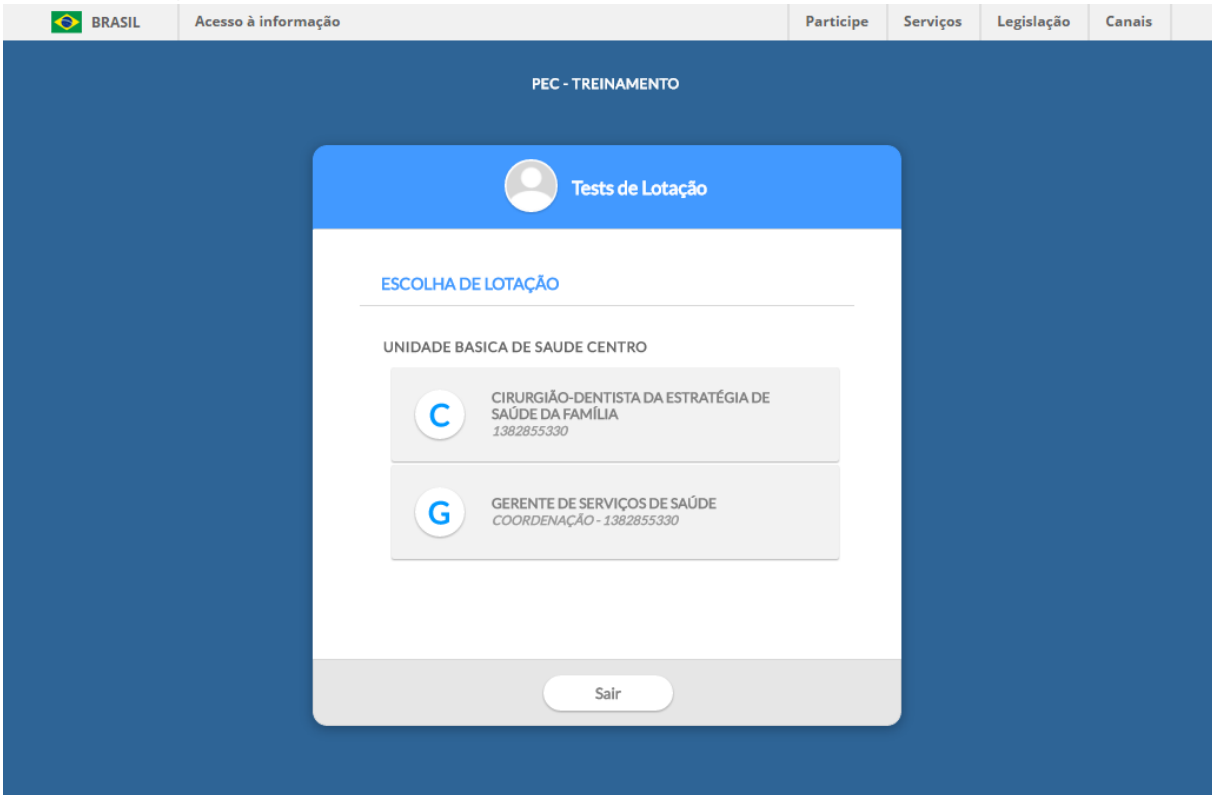 BRASIL
Acesso à informação
Participe
Serviços
Legislação
Canais
PEC - TREINAMENTO
Tests de Lotação
ESCOLHA DE LOTAÇÃO
UNIDADE BASICA DE SAUDE CENTRO
C
CIRURGIÃO-DENTISTA DA ESTRATÉGIA DE
SAÚDE DA FAMÍLIA
1382855330
G
GERENTE DE SERVIÇOS DE SAÚDE
COORDENAÇÃO - 1382855330
Sair